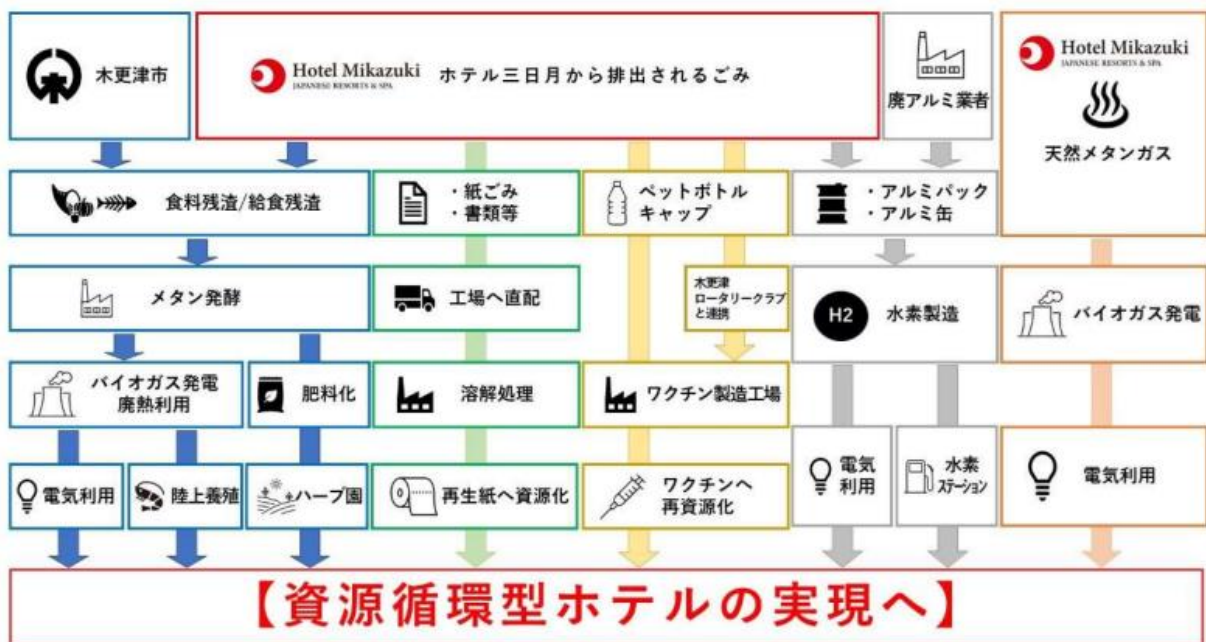 木更津市
Hotel Mikazuki
JAPANESE RESORTS & SPA
ホテル三日月から排出されるごみ
廃アルミ業者
Hotel Mikazuki
JAPANESE RESORTS & SPA
天然メタンガス
食料残渣/給食残渣
・紙ごみ
・書類等
ペットボトル
キャップ
・アルミパック
・アルミ缶
メタン発酵
工場へ直配
木更津
ロータリークラブ
と連携
H2
水素製造
バイオガス発電
バイオガス発電
廃熱利用
肥料化
溶解処理
ワクチン製造工場
電気利用
陸上養殖
ハーブ園
再生紙へ資源化
ワクチンへ
再資源化
電気
利用
水素
ステーション
電気利用
【資源循環型ホテルの実現へ】